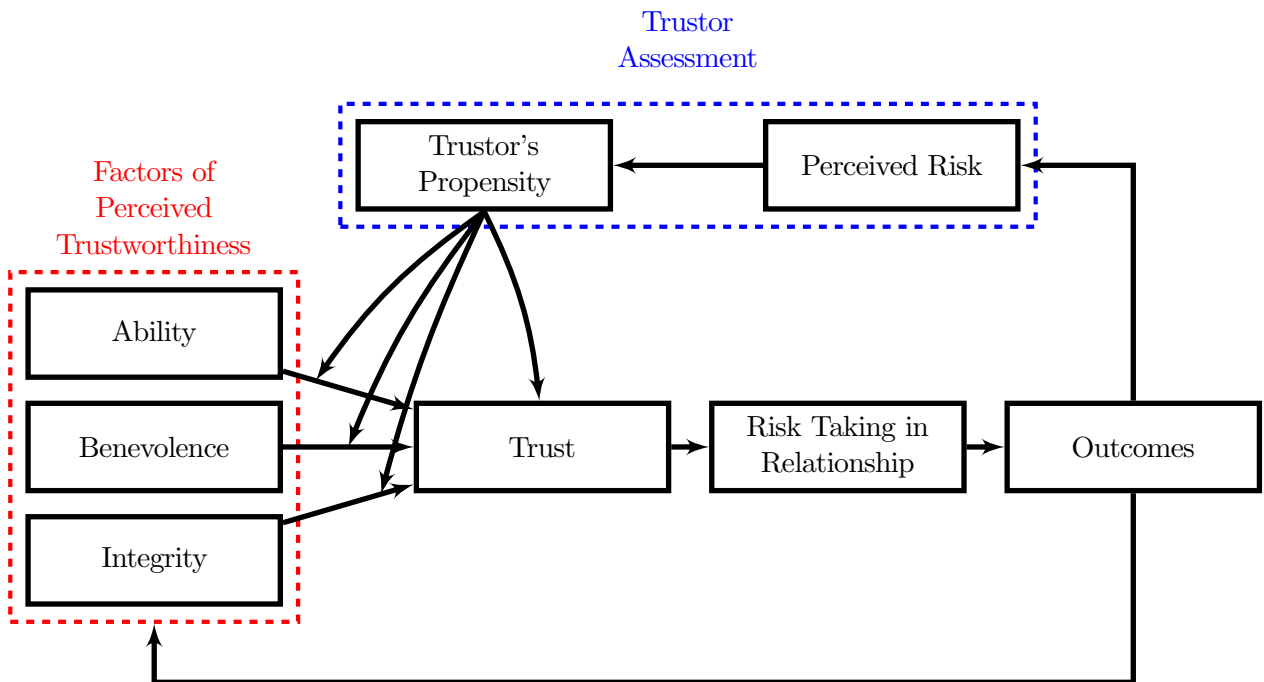 Trustor
Assessment
Trustor's
Propensity
Perceived Risk
Factors of
Perceived
Trustworthiness
Ability
Benevolence
Integrity
Trust
Risk Taking in
Relationship
Outcomes